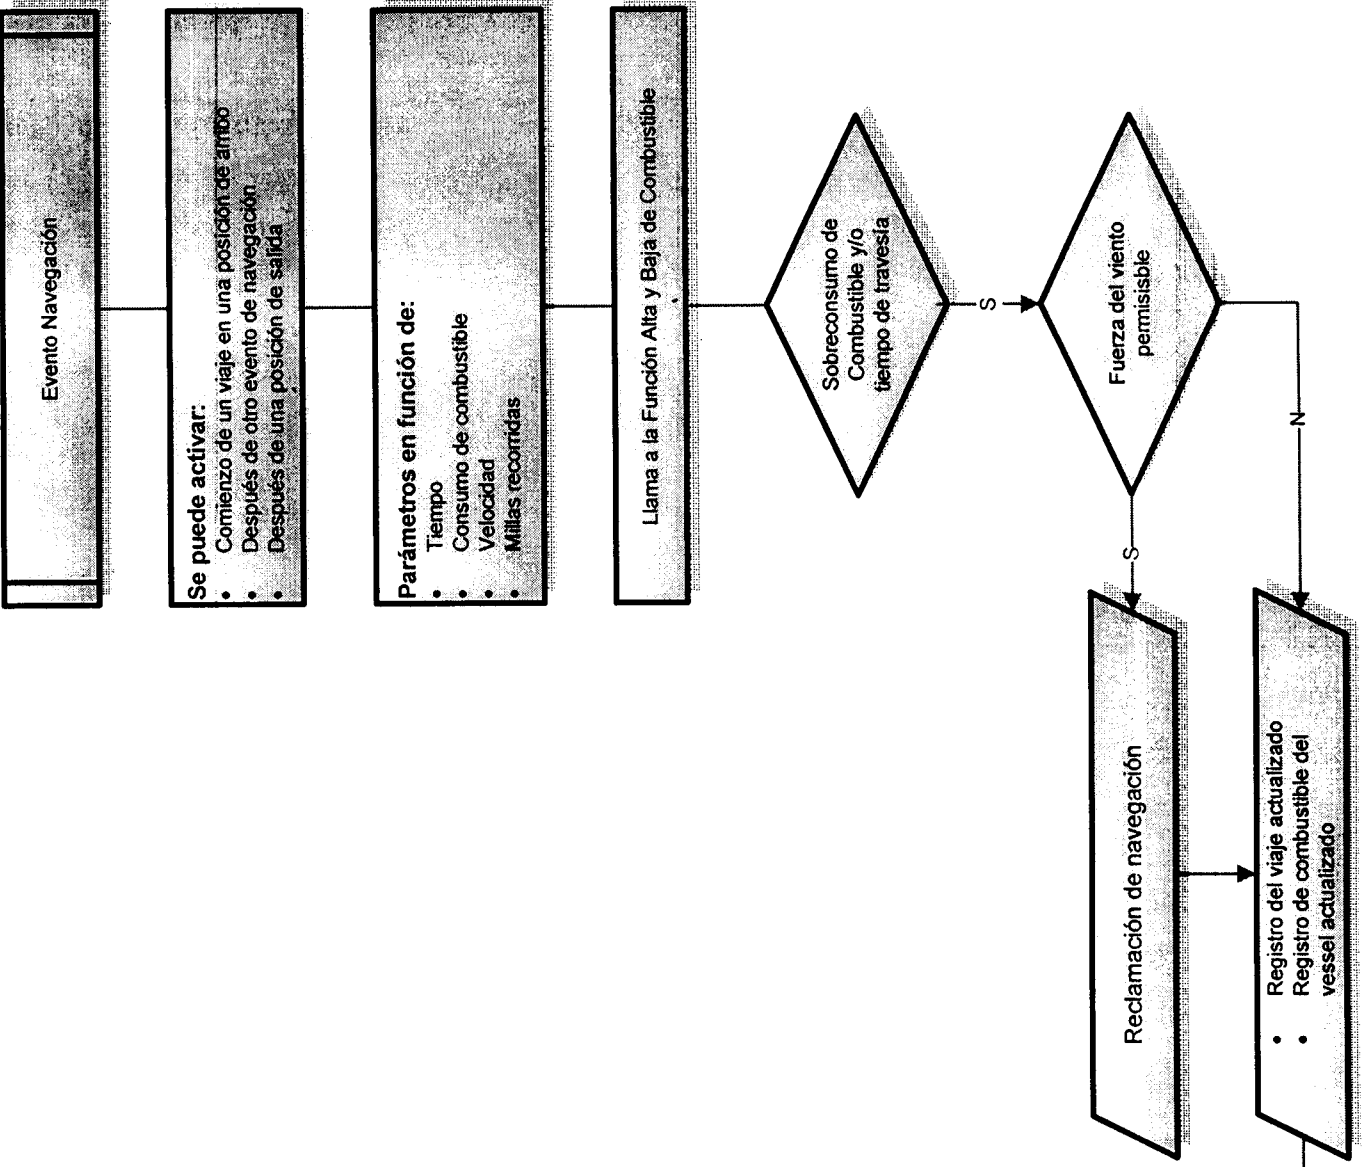 Evento Navegación
Se puede activar:
• Comienzo de un viaje en una posición de arribo
• Después de otro evento de navegación
• Después de una posición de salida
Parámetros en función de:
• Tiempo
• Consumo de combustible
• Velocidad
• Millas recorridas
Llama a la Función Alta y Baja de Combustible
Sobreconsumo de
Combustible y/o
tiempo de travesía
S
Fuerza del viento
permisisble
S
N
Reclamación de navegación
• Registro del viaje actualizado
• Registro de combustible del
vessel actualizado